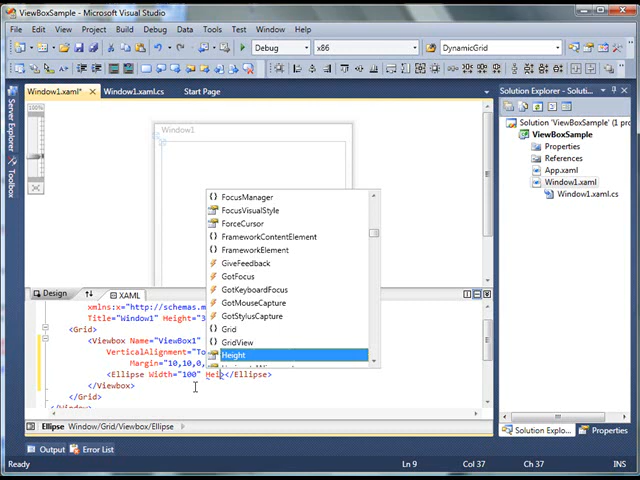 ViewBoxSample - Microsoft Visual Studio
File Edit View Project Build Debug Data Tools Test Window Help
Debug x86 DynamicGrid
Window1.xaml* Window1.xaml.cs Start Page
Server Explorer
Toolbox
100%
Window1
FocusManager
FocusVisualStyle
ForceCursor
FrameworkContentElement
FrameworkElement
GiveFeedback
GotFocus
GotKeyboardFocus
GotMouseCapture
GotStylusCapture
Grid
GridView
Height
Design XAML
xmlns:x="http://schemas.m
Title="Window1" Height="3
<Grid>
<Viewbox Name="ViewBox1"
VerticalAlignment="To
Margin="10,10,0,
<Ellipse Width="100" Hei></Ellipse>
</Viewbox>
</Grid>
</Window>
Ellipse Window/Grid/Viewbox/Ellipse
Solution Explorer - Solutio...
Solution 'ViewBoxSample' (1 pro
ViewBoxSample
Properties
References
App.xaml
Window1.xaml
Window1.xaml.cs
Solution Explo... Properties
Output Error List
Ready Ln 9 Col 37 Ch 37 INS